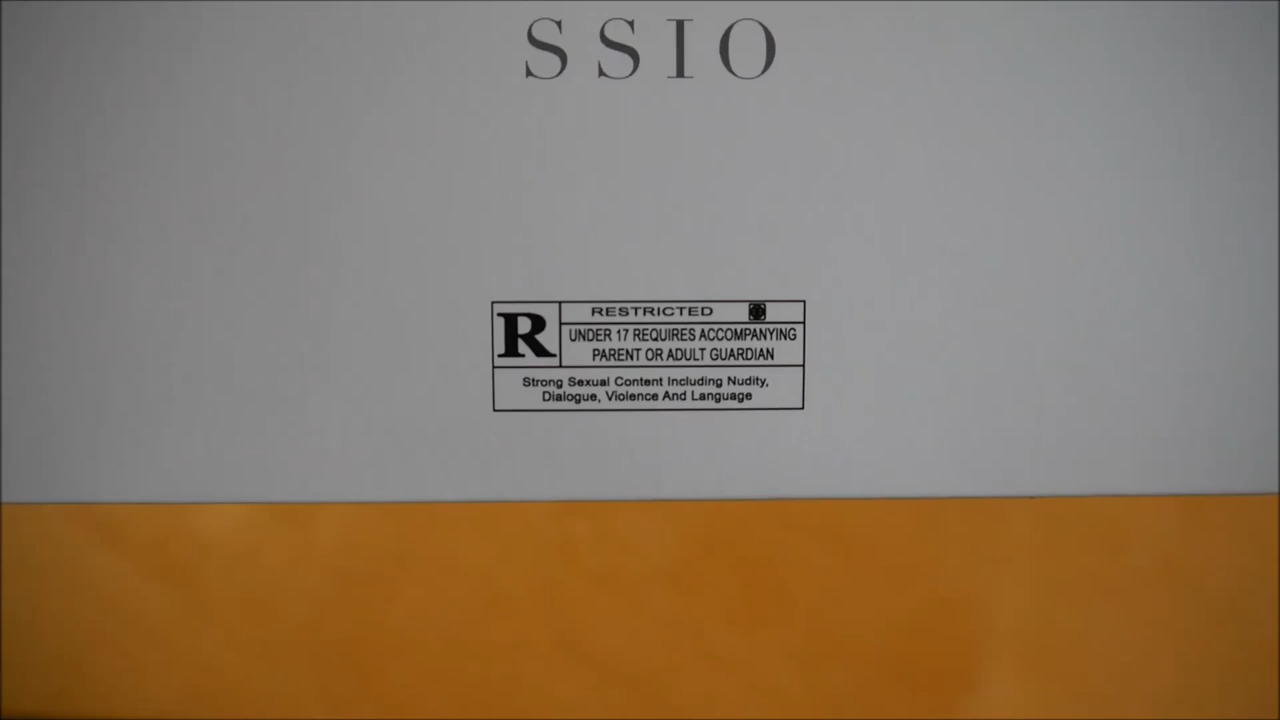 SSIO
R
RESTRICTED
UNDER 17 REQUIRES ACCOMPANYING
PARENT OR ADULT GUARDIAN
Strong Sexual Content Including Nudity,
Dialogue, Violence And Language